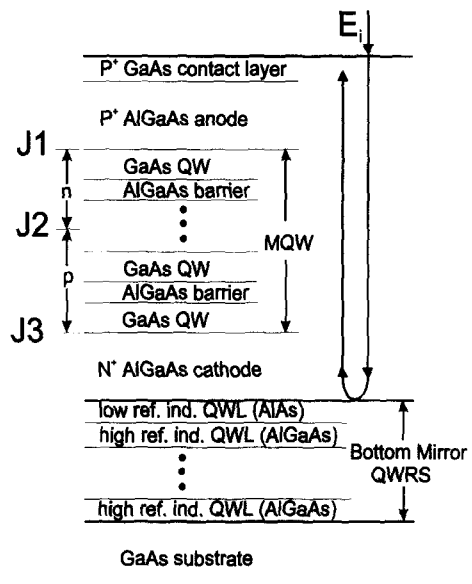 Ei
P+ GaAs contact layer
P+ AlGaAs anode
J1
GaAs QW
n
AlGaAs barrier
J2
MQW
p
GaAs QW
AlGaAs barrier
J3
GaAs QW
N+ AlGaAs cathode
low ref. ind. QWL (AlAs)
high ref. ind. QWL (AlGaAs)
Bottom Mirror
QWRS
high ref. ind. QWL (AlGaAs)
GaAs substrate